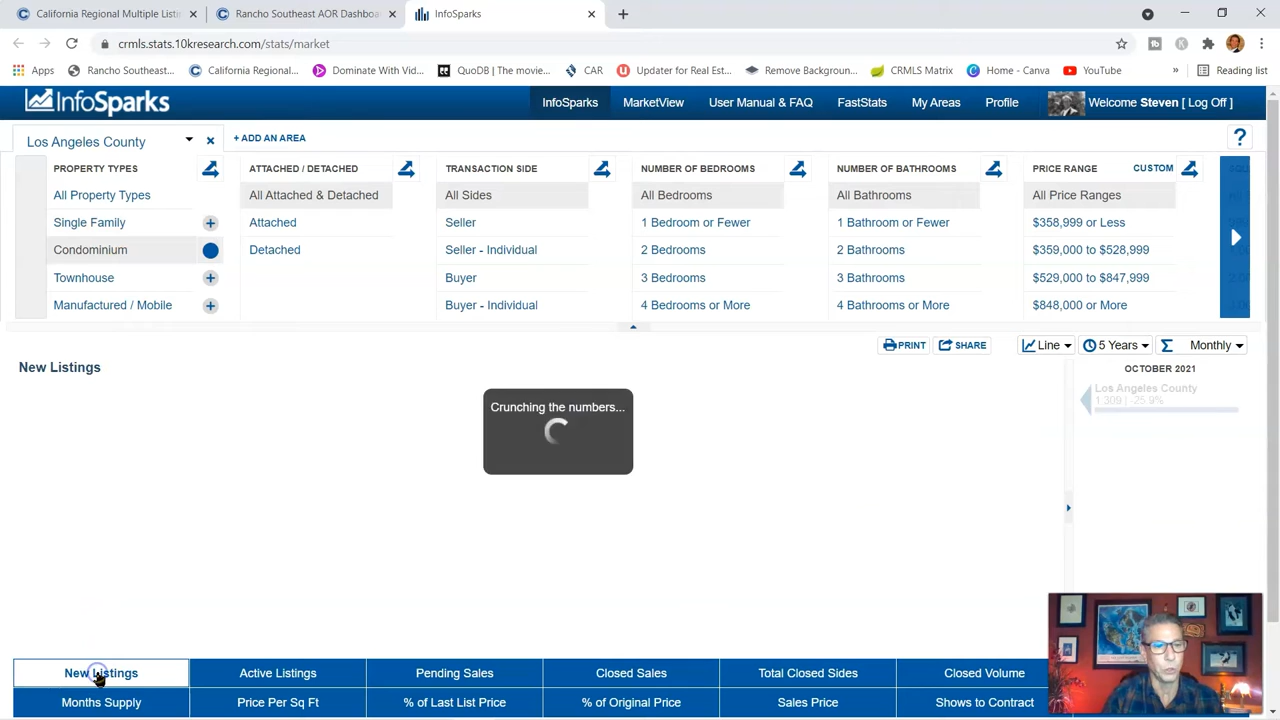 California Regional Multiple Listi
Rancho Southeast AOR Dashbo
InfoSparks
crmls.stats.10kresearch.com/stats/market
Apps
Rancho Southeast...
California Regional...
Dominate With Vid...
QuoDB | The movie...
CAR
Updater for Real Est...
Remove Backgroun...
CRMLS Matrix
Home - Canva
YouTube
»
Reading list
InfoSparks
InfoSparks
MarketView
User Manual & FAQ
FastStats
My Areas
Profile
Welcome Steven [ Log Off ]
Los Angeles County
+ ADD AN AREA
?
PROPERTY TYPES
ATTACHED / DETACHED
TRANSACTION SIDE
NUMBER OF BEDROOMS
NUMBER OF BATHROOMS
PRICE RANGE
CUSTOM
All Property Types
All Attached & Detached
All Sides
All Bedrooms
All Bathrooms
All Price Ranges
Single Family
Attached
Seller
1 Bedroom or Fewer
1 Bathroom or Fewer
$358,999 or Less
Condominium
Detached
Seller - Individual
2 Bedrooms
2 Bathrooms
$359,000 to $528,999
Townhouse
Buyer
3 Bedrooms
3 Bathrooms
$529,000 to $847,999
Manufactured / Mobile
Buyer - Individual
4 Bedrooms or More
4 Bathrooms or More
$848,000 or More
PRINT
SHARE
Line
5 Years
Monthly
New Listings
OCTOBER 2021
Los Angeles County
1,309 | -25.9%
Crunching the numbers...
New Listings
Active Listings
Pending Sales
Closed Sales
Total Closed Sides
Closed Volume
Months Supply
Price Per Sq Ft
% of Last List Price
% of Original Price
Sales Price
Shows to Contract